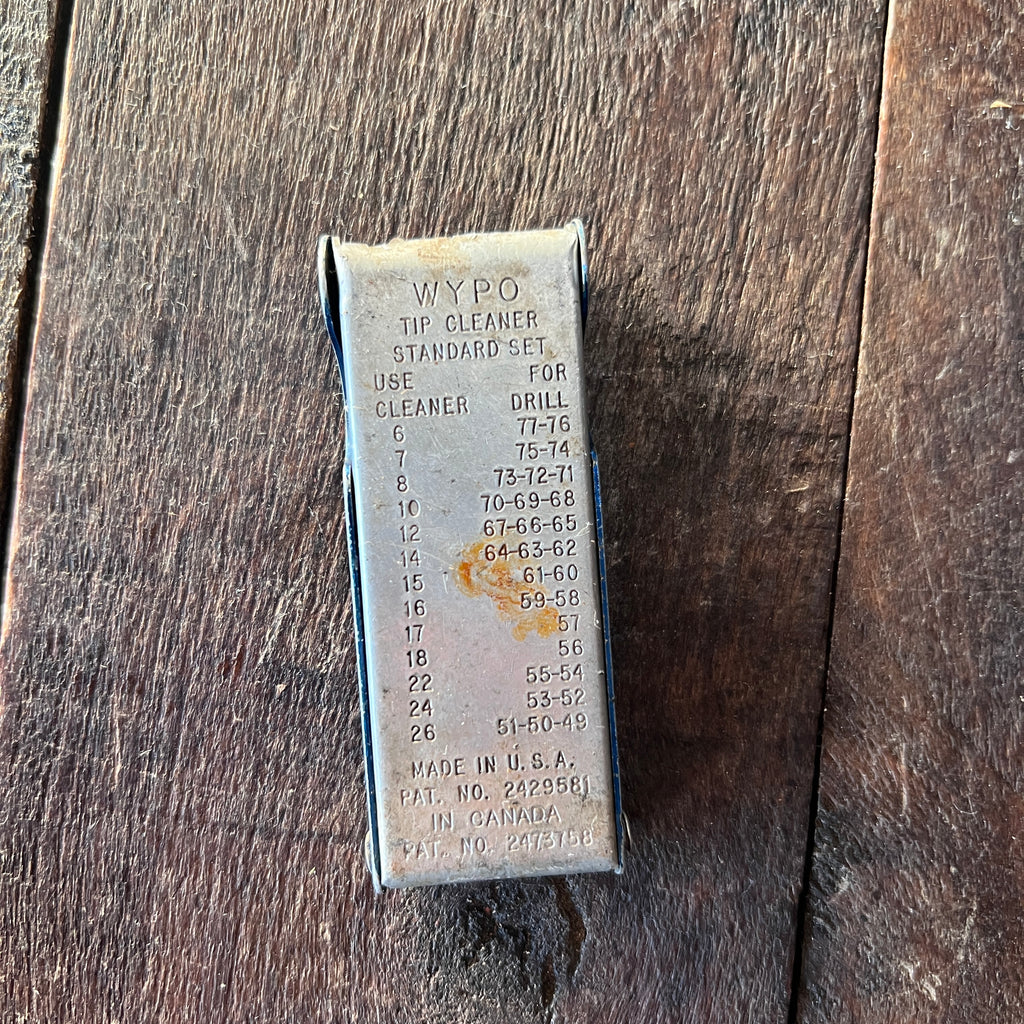 WYPO
TIP CLEANER
STANDARD SET
USE FOR
CLEANER DRILL
6 77-76
7 75-74
8 73-72-71
10 70-69-68
12 67-66-65
14 64-63-62
15 61-60
16 59-58
17 57
18 56
22 55-54
24 53-52
26 51-50-49
MADE IN U.S.A.
PAT. NO. 2429581
IN CANADA
PAT. NO. 2473758